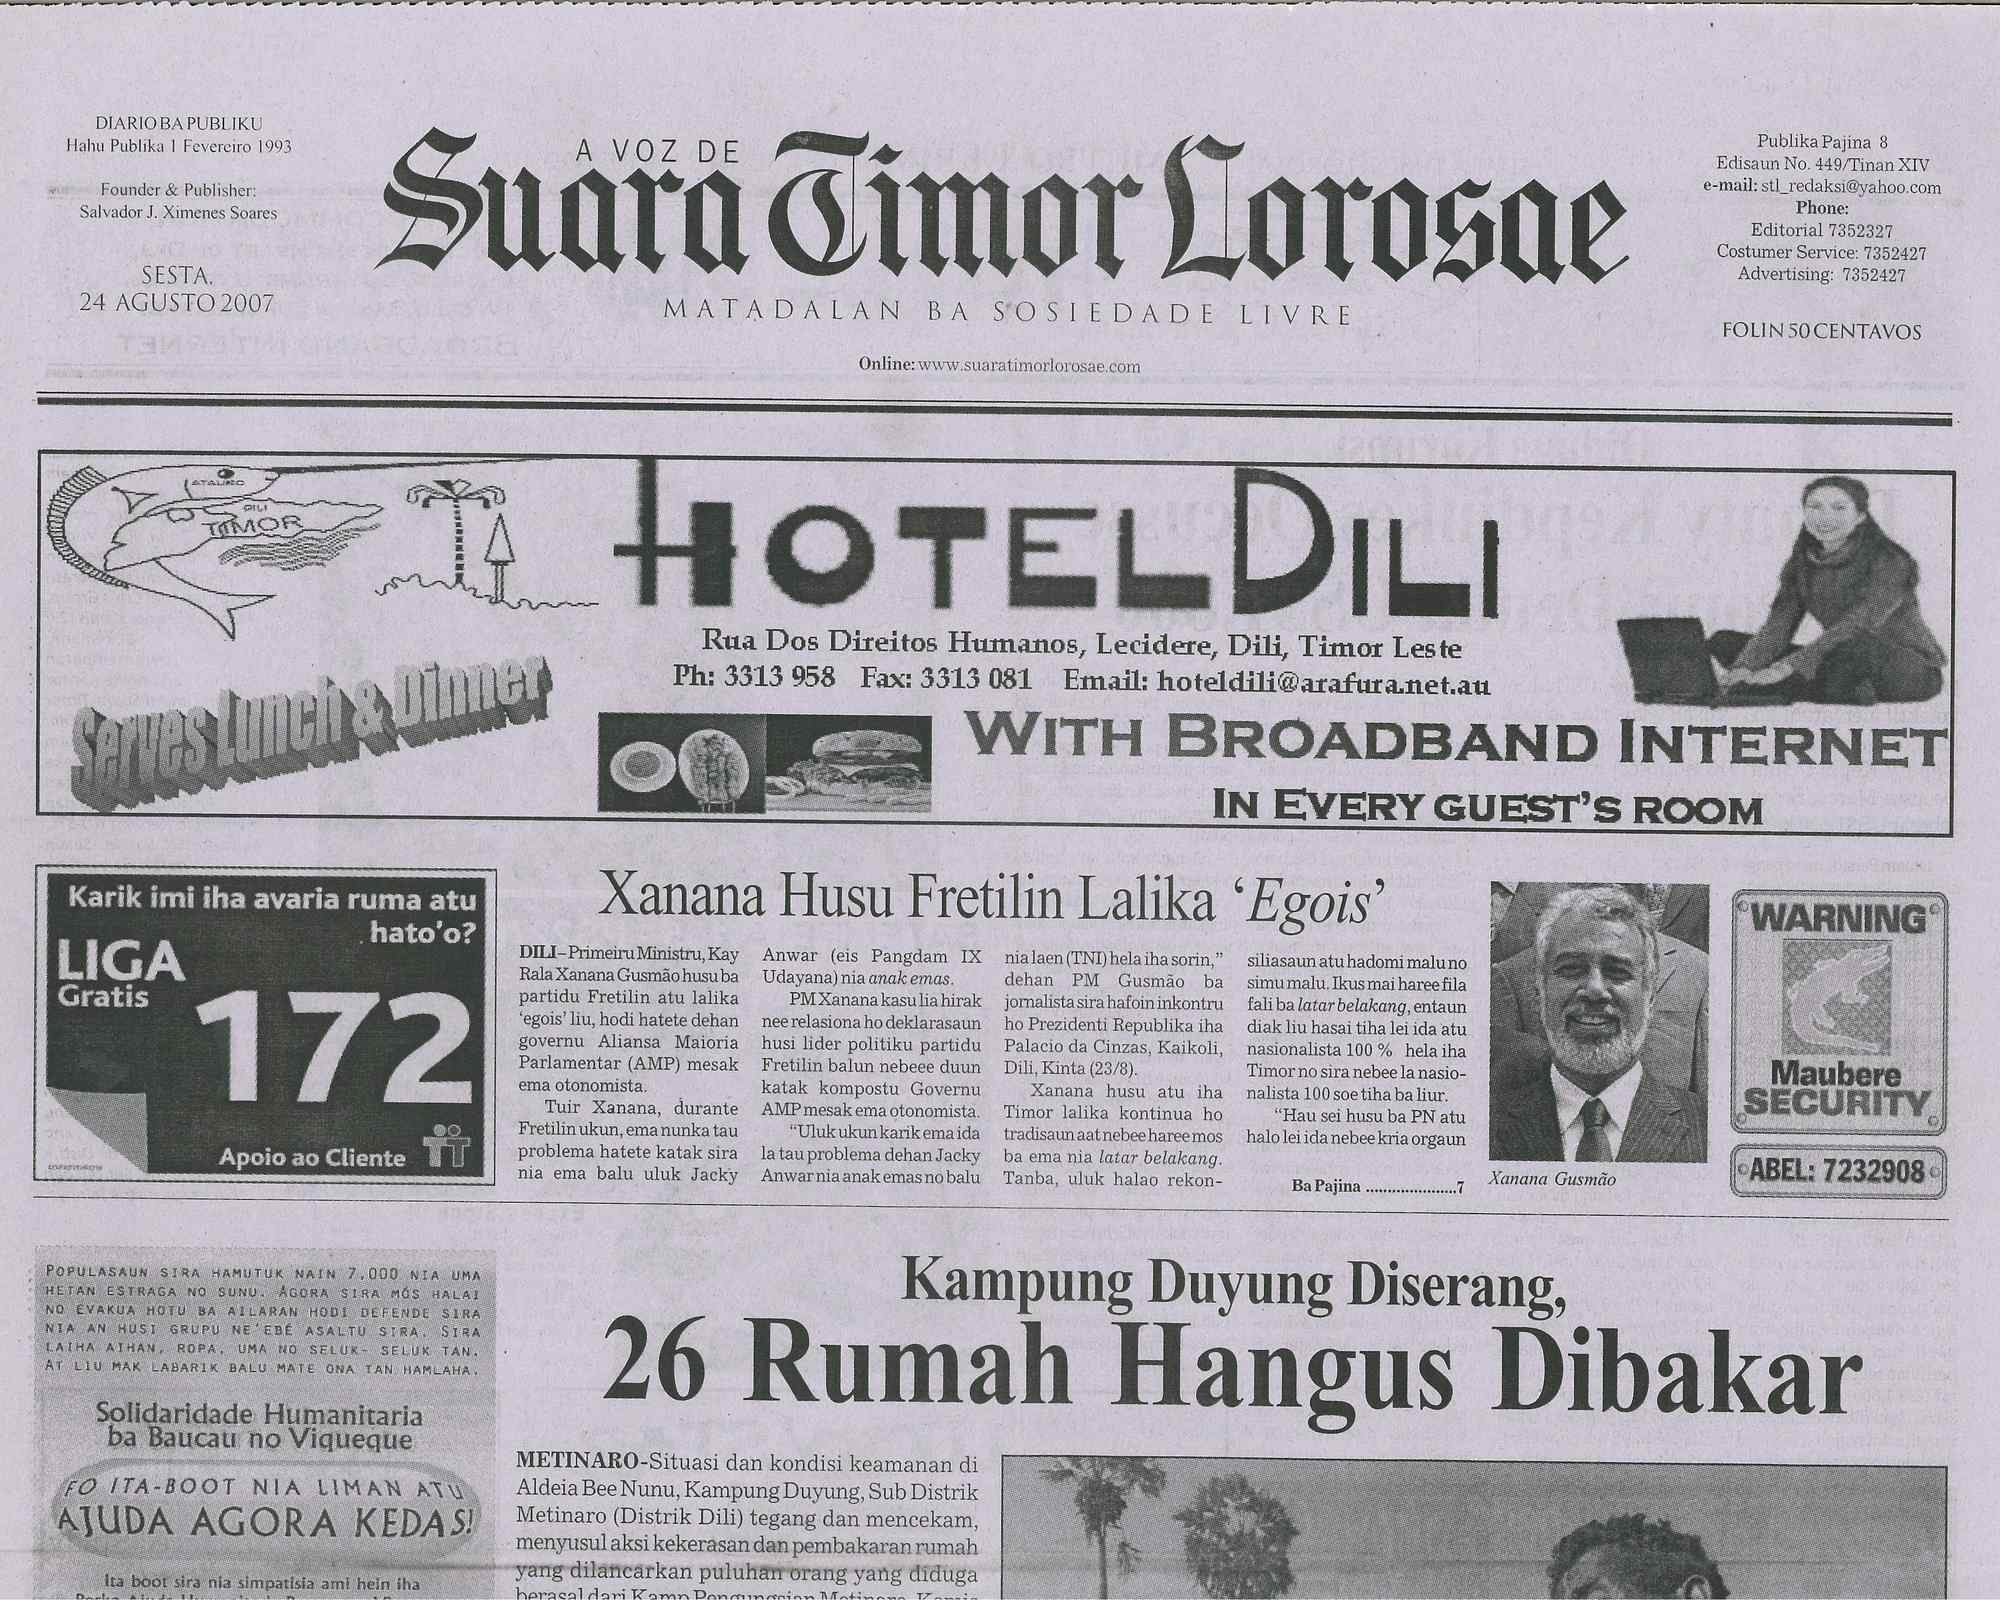 DIARIO BA PUBLIKU
Hahu Publika 1 Fevereiro 1993
Founder & Publisher:
Salvador J. Ximenes Soares
SESTA,
24 AGUSTO 2007
A VOZ DE
Suara Timor Lorosae
MATADALAN BA SOSIEDADE LIVRE
Online: www.suaratimorlorosae.com
Publika Pajina 8
Edisaun No. 449/Tinan XIV
e-mail: stl_redaksi@yahoo.com
Phone:
Editorial 7352327
Costumer Service: 7352427
Advertising: 7352427
FOLIN 50 CENTAVOS
ATAURO
DILI
TIMOR
Serves Lunch & Dinner
HOTEL DILI
Rua Dos Direitos Humanos, Lecidere, Dili, Timor Leste
Ph: 3313 958 Fax: 3313 081 Email: hoteldili@arafura.net.au
WITH BROADBAND INTERNET
IN EVERY GUEST'S ROOM
Karik imi iha avaria ruma atu
hato'o?
LIGA
Gratis
172
Apoio ao Cliente
Xanana Husu Fretilin Lalika 'Egois'
DILI–Primeiru Ministru, Kay
Rala Xanana Gusmão husu ba
partidu Fretilin atu lalika
'egois' liu, hodi hatete dehan
governu Aliansa Maioria
Parlamentar (AMP) mesak
ema otonomista.
Tuir Xanana, durante
Fretilin ukun, ema nunka tau
problema hatete katak sira
nia ema balu uluk Jacky
Anwar (eis Pangdam IX
Udayana) nia anak emas.
PM Xanana kasu lia hirak
nee relasiona ho deklarasaun
husi lider politiku partidu
Fretilin balun nebeee duun
katak kompostu Governu
AMP mesak ema otonomista.
"Uluk ukun karik ema ida
la tau problema dehan Jacky
Anwar nia anak emas no balu
nia laen (TNI) hela iha sorin,"
dehan PM Gusmão ba
jornalista sira hafoin inkontru
ho Prezidenti Republika iha
Palacio da Cinzas, Kaikoli,
Dili, Kinta (23/8).
Xanana husu atu iha
Timor lalika kontinua ho
tradisaun aat nebee haree mos
ba ema nia latar belakang.
Tanba, uluk halao rekon-
siliasaun atu hadomi malu no
simu malu. Ikus mai haree fila
fali ba latar belakang, entaun
diak liu hasai tiha lei ida atu
nasionalista 100 % hela iha
Timor no sira nebee la nasio-
nalista 100 soe tiha ba liur.
"Hau sei husu ba PN atu
halo lei ida nebee kria orgaun
Ba Pajina ......................7
Xanana Gusmão
WARNING
Maubere
SECURITY
ABEL: 7232908
POPULASAUN SIRA HAMUTUK NAIN 7,000 NIA UMA
HETAN ESTRAGA NO SUNU. AGORA SIRA MÓS HALAI
NO EVAKUA HOTU BA AILARAN HODI DEFENDE SIRA
NIA AN HUSI GRUPU NE'EBÉ ASALTU SIRA. SIRA
LAIHA AIHAN, ROPA, UMA NO SELUK- SELUK TAN.
AT LIU MAK LABARIK BALU MATE ONA TAN HAMLAHA.
Solidaridade Humanitaria
ba Baucau no Viqueque
FO ITA-BOOT NIA LIMAN ATU
AJUDA AGORA KEDAS!
Ita boot sira nia simpatisia ami hein iha
Kampung Duyung Diserang,
26 Rumah Hangus Dibakar
METINARO-Situasi dan kondisi keamanan di
Aldeia Bee Nunu, Kampung Duyung, Sub Distrik
Metinaro (Distrik Dili) tegang dan mencekam,
menyusul aksi kekerasan dan pembakaran rumah
yang dilancarkan puluhan orang yang diduga
berasal dari Kamp Pengungsian Metinaro, Kamis